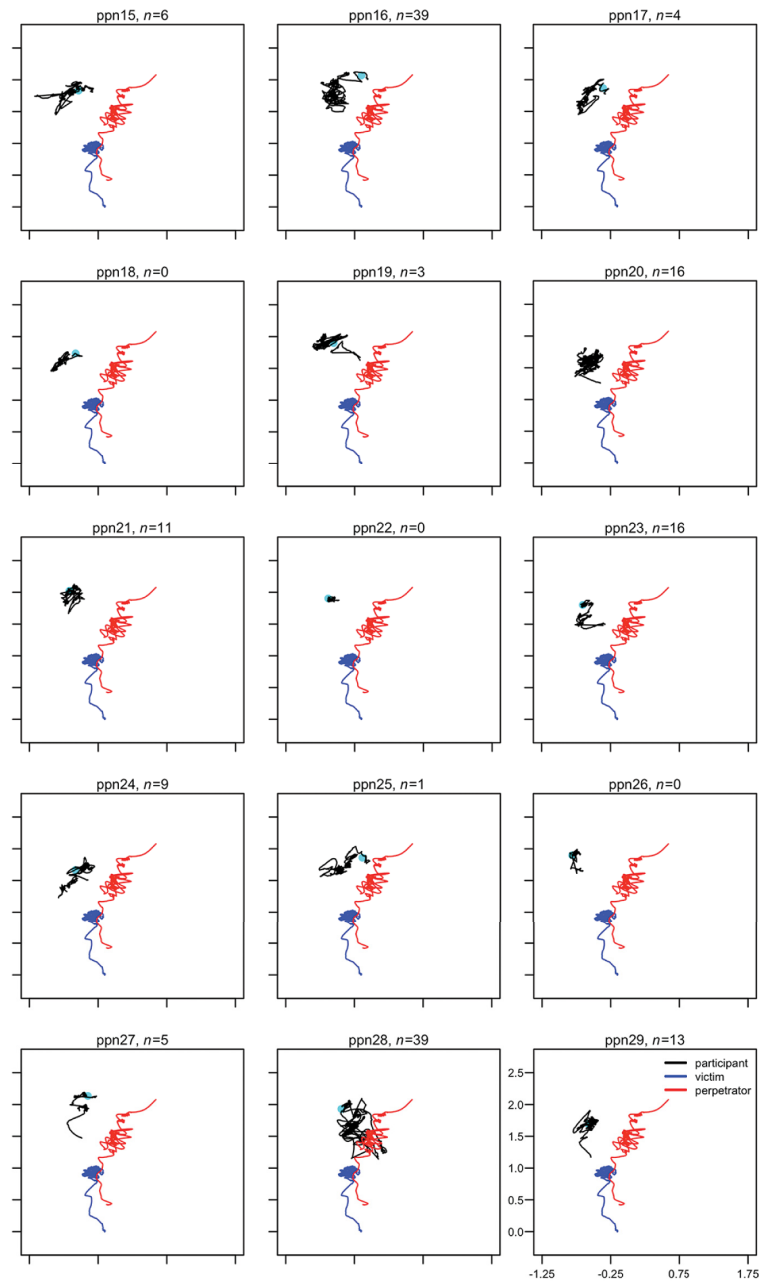 ppn15, n=6
ppn16, n=39
ppn17, n=4
ppn18, n=0
ppn19, n=3
ppn20, n=16
ppn21, n=11
ppn22, n=0
ppn23, n=16
ppn24, n=9
ppn25, n=1
ppn26, n=0
ppn27, n=5
ppn28, n=39
ppn29, n=13
participant
victim
perpetrator
2.5
2.0
1.5
1.0
0.5
0.0
-1.25 -0.25 0.75 1.75